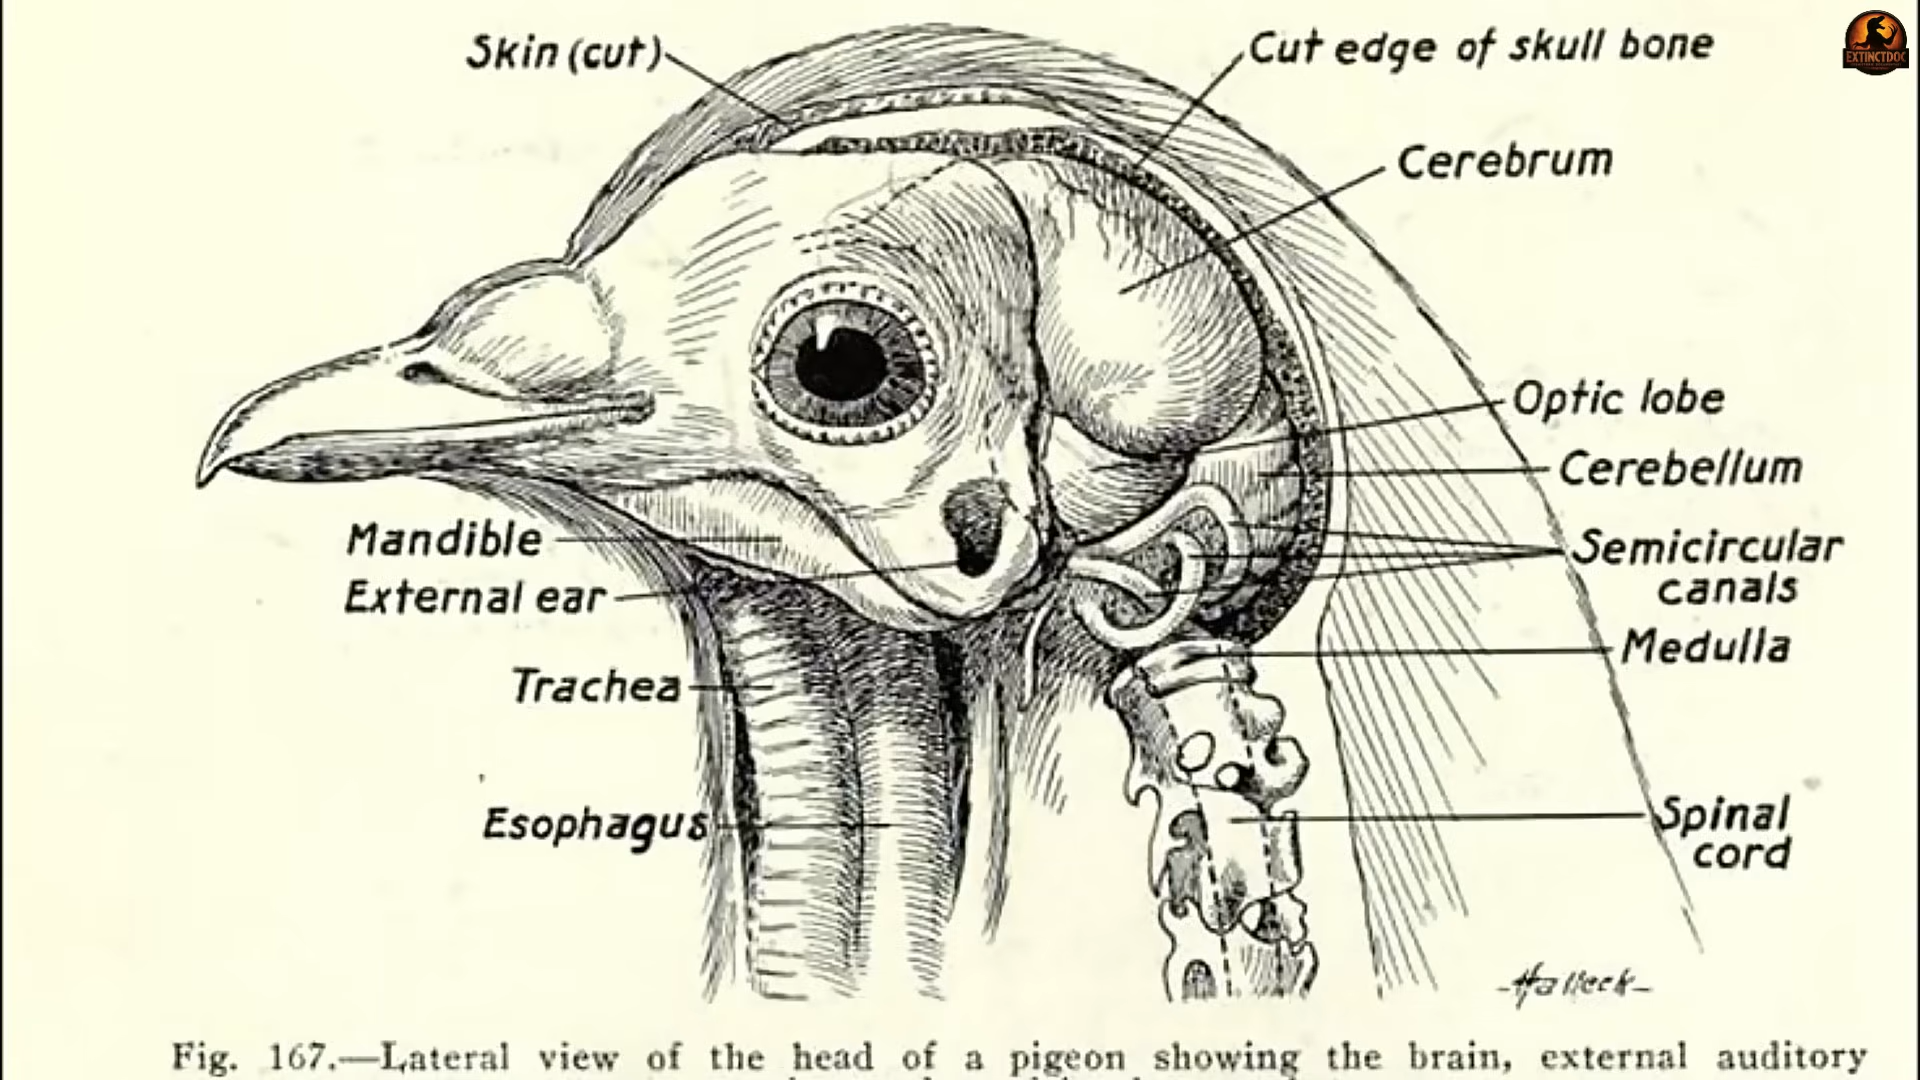 EXTINCTDOC
Skin (cut)
Cut edge of skull bone
Cerebrum
Optic lobe
Cerebellum
Mandible
External ear
Semicircular
canals
Trachea
Medulla
Esophagus
Spinal
cord
-Halleck-
Fig. 167.—Lateral view of the head of a pigeon showing the brain, external auditory